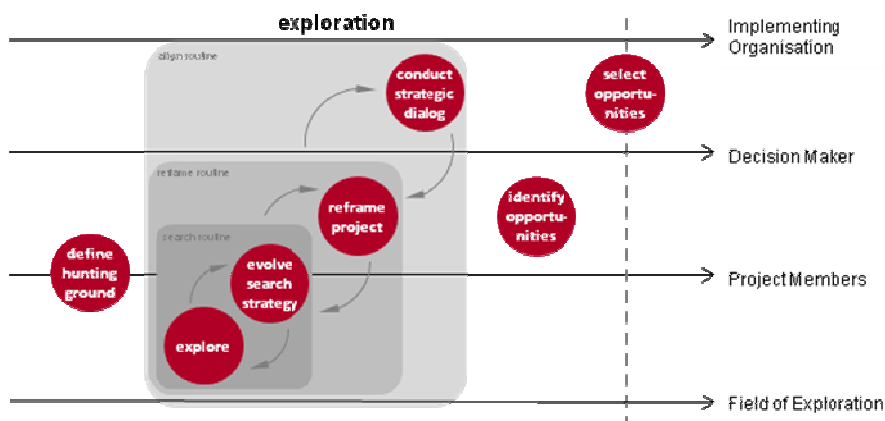 exploration
Implementing
Organisation
align routine
conduct
strategic
dialog
select
opportu-
nities
Decision Maker
reframe routine
reframe
project
identify
opportu-
nities
search routine
define
hunting
ground
evolve
search
strategy
Project Members
explore
Field of Exploration